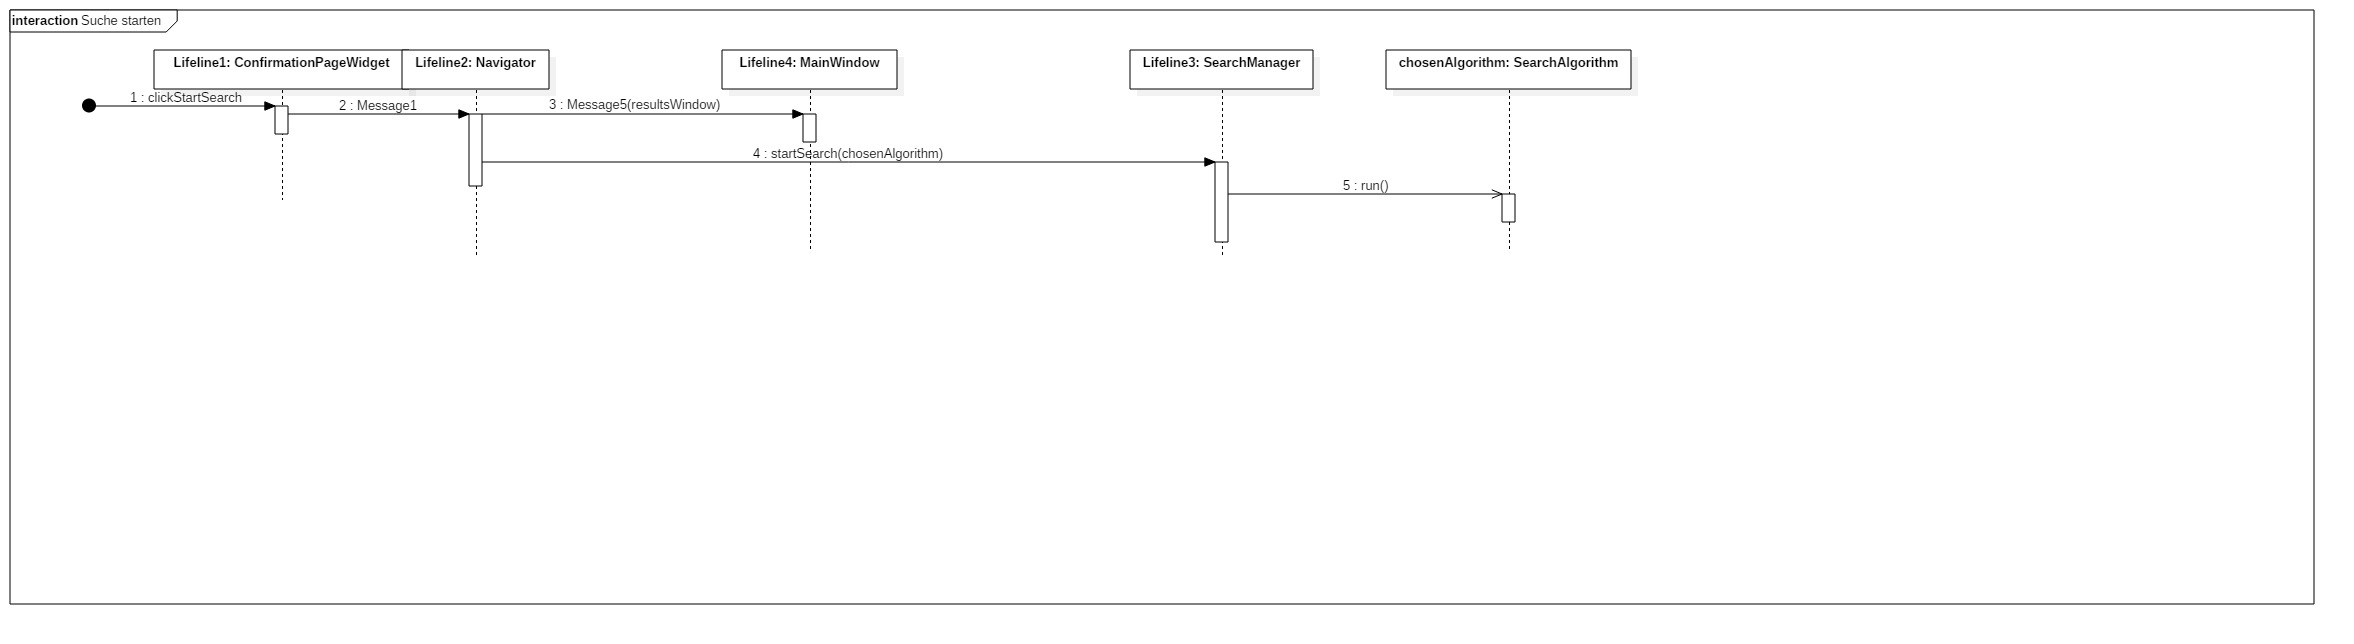 interaction Suche starten
Lifeline1: ConfirmationPageWidget
Lifeline2: Navigator
Lifeline4: MainWindow
Lifeline3: SearchManager
chosenAlgorithm: SearchAlgorithm
1 : clickStartSearch
2 : Message1
3 : Message5(resultsWindow)
4 : startSearch(chosenAlgorithm)
5 : run()